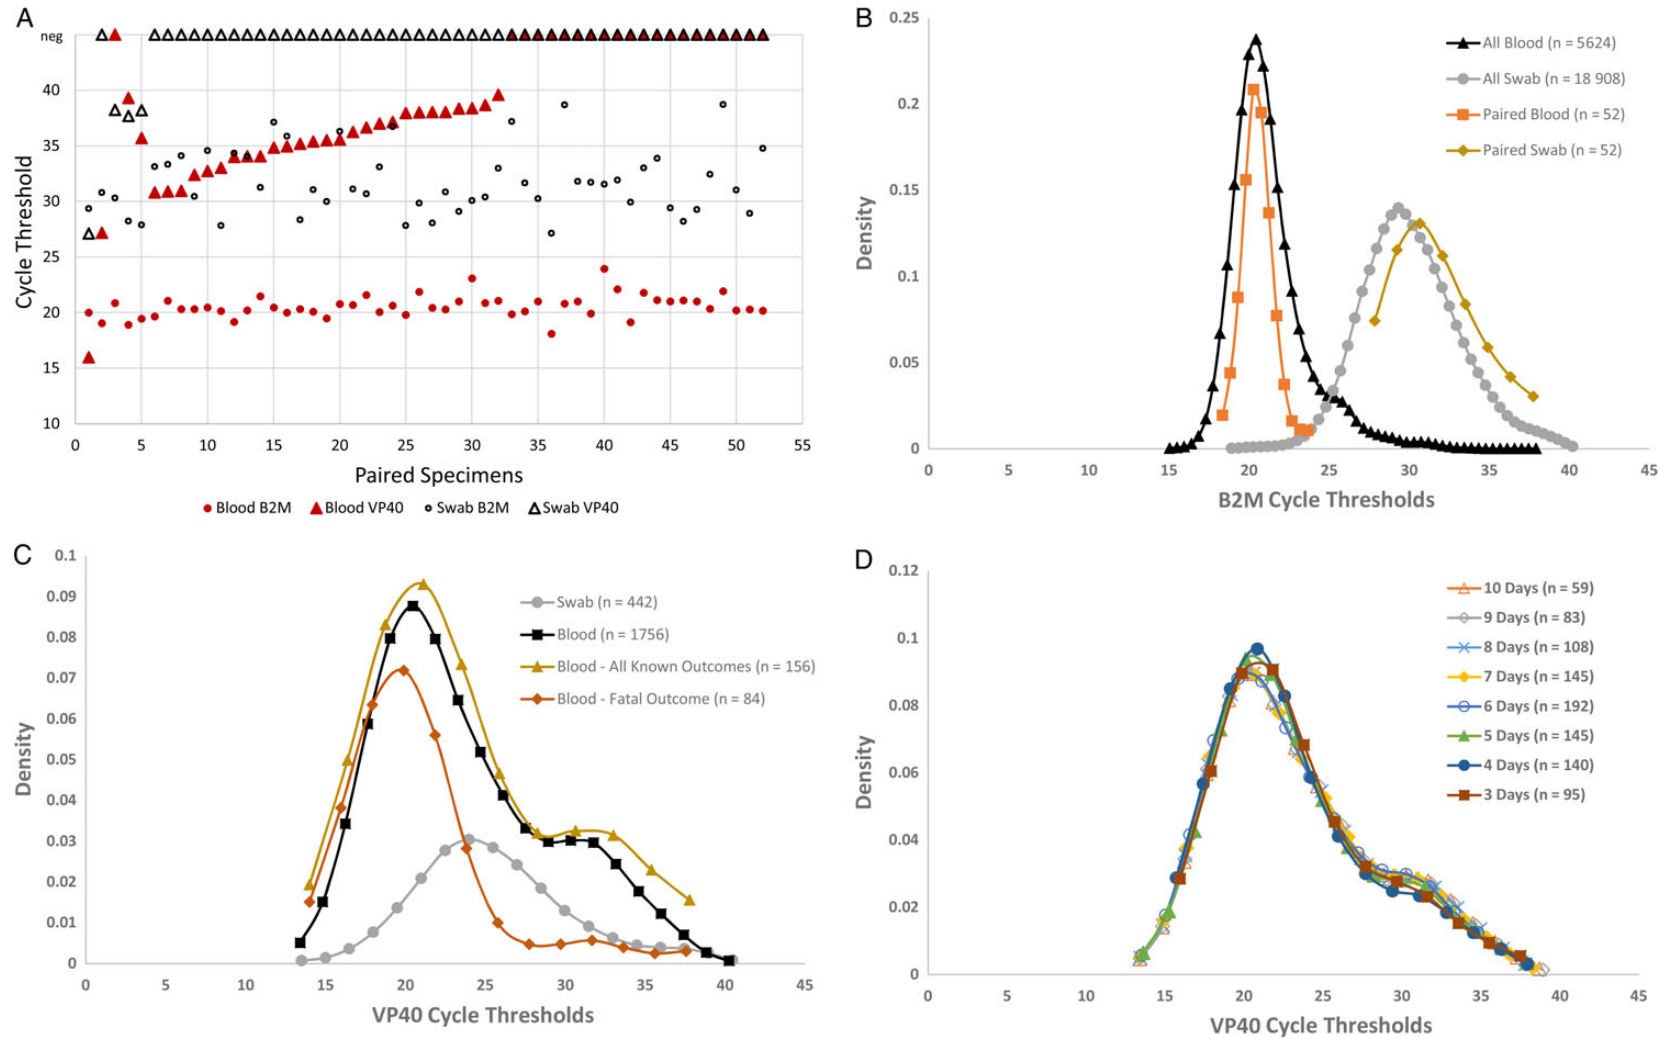 A
neg
40
35
30
25
20
15
10
0 5 10 15 20 25 30 35 40 45 50 55
Cycle Threshold
Paired Specimens
Blood B2M Blood VP40 Swab B2M Swab VP40
B
0.25
0.2
0.15
0.1
0.05
0
0 5 10 15 20 25 30 35 40 45
Density
B2M Cycle Thresholds
All Blood (n = 5624)
All Swab (n = 18 908)
Paired Blood (n = 52)
Paired Swab (n = 52)
C
0.1
0.09
0.08
0.07
0.06
0.05
0.04
0.03
0.02
0.01
0
0 5 10 15 20 25 30 35 40 45
Density
VP40 Cycle Thresholds
Swab (n = 442)
Blood (n = 1756)
Blood - All Known Outcomes (n = 156)
Blood - Fatal Outcome (n = 84)
D
0.12
0.1
0.08
0.06
0.04
0.02
0
0 5 10 15 20 25 30 35 40 45
Density
VP40 Cycle Thresholds
10 Days (n = 59)
9 Days (n = 83)
8 Days (n = 108)
7 Days (n = 145)
6 Days (n = 192)
5 Days (n = 145)
4 Days (n = 140)
3 Days (n = 95)